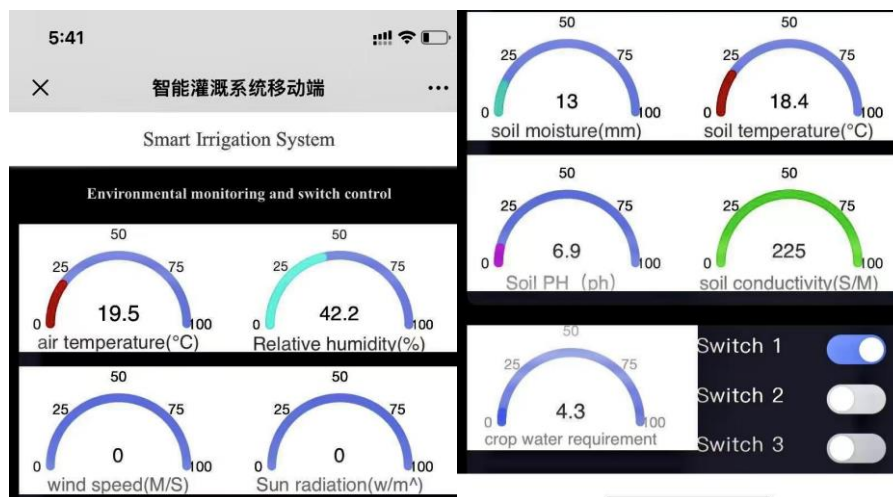 5:41
智能灌溉系统移动端
Smart Irrigation System
Environmental monitoring and switch control
50
25 75
19.5
0 100
air temperature(°C)
50
25 75
42.2
0 100
Relative humidity(%)
50
25 75
0
0 100
wind speed(M/S)
50
25 75
0
0 100
Sun radiation(w/m^)
50
25 75
13
0 100
soil moisture(mm)
50
25 75
18.4
0 100
soil temperature(°C)
25 75
6.9
0 100
Soil PH（ph）
50
25 75
225
0 100
soil conductivity(S/M)
50
25 75
4.3
0 100
crop water requirement
Switch 1
Switch 2
Switch 3